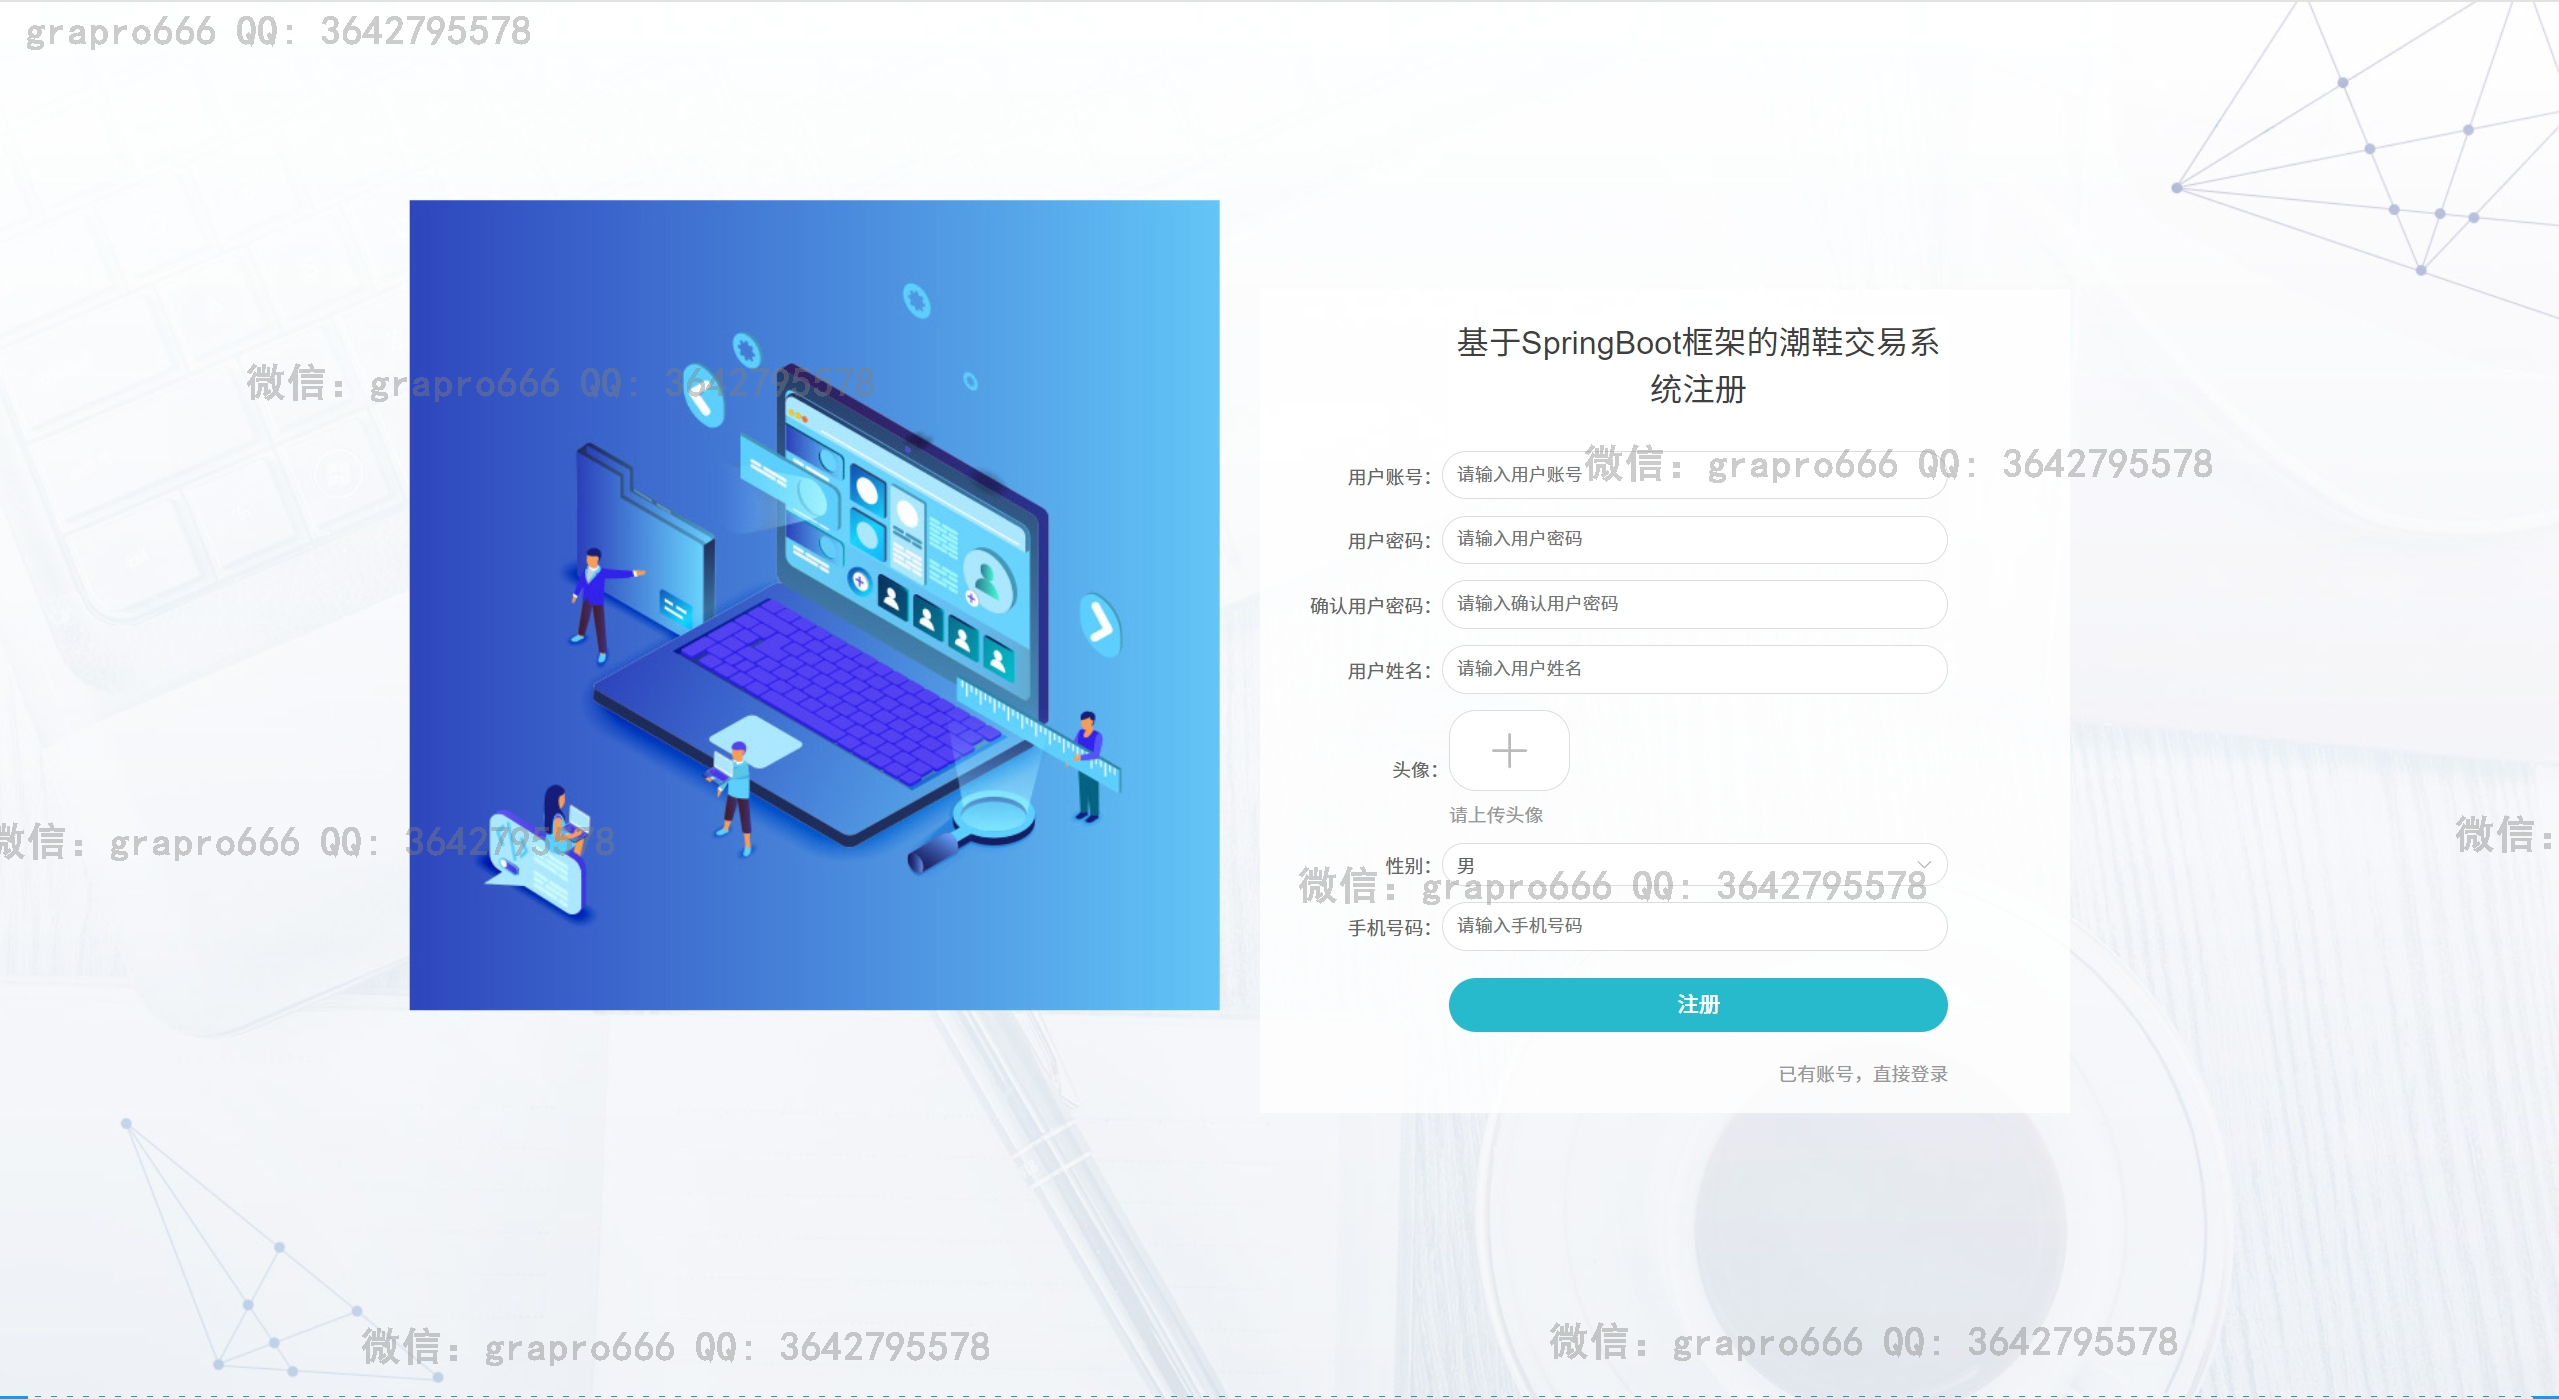 grapro666 QQ: 3642795578
微信: grapro666 QQ: 3642795578
基于SpringBoot框架的潮鞋交易系
统注册
微信: grapro666 QQ: 3642795578
用户账号: 请输入用户账号
用户密码: 请输入用户密码
确认用户密码: 请输入确认用户密码
用户姓名: 请输入用户姓名
头像:
请上传头像
微信: grapro666 QQ: 3642795578
微信:
性别: 男
微信: grapro666 QQ: 3642795578
手机号码: 请输入手机号码
注册
已有账号，直接登录
微信: grapro666 QQ: 3642795578
微信: grapro666 QQ: 3642795578